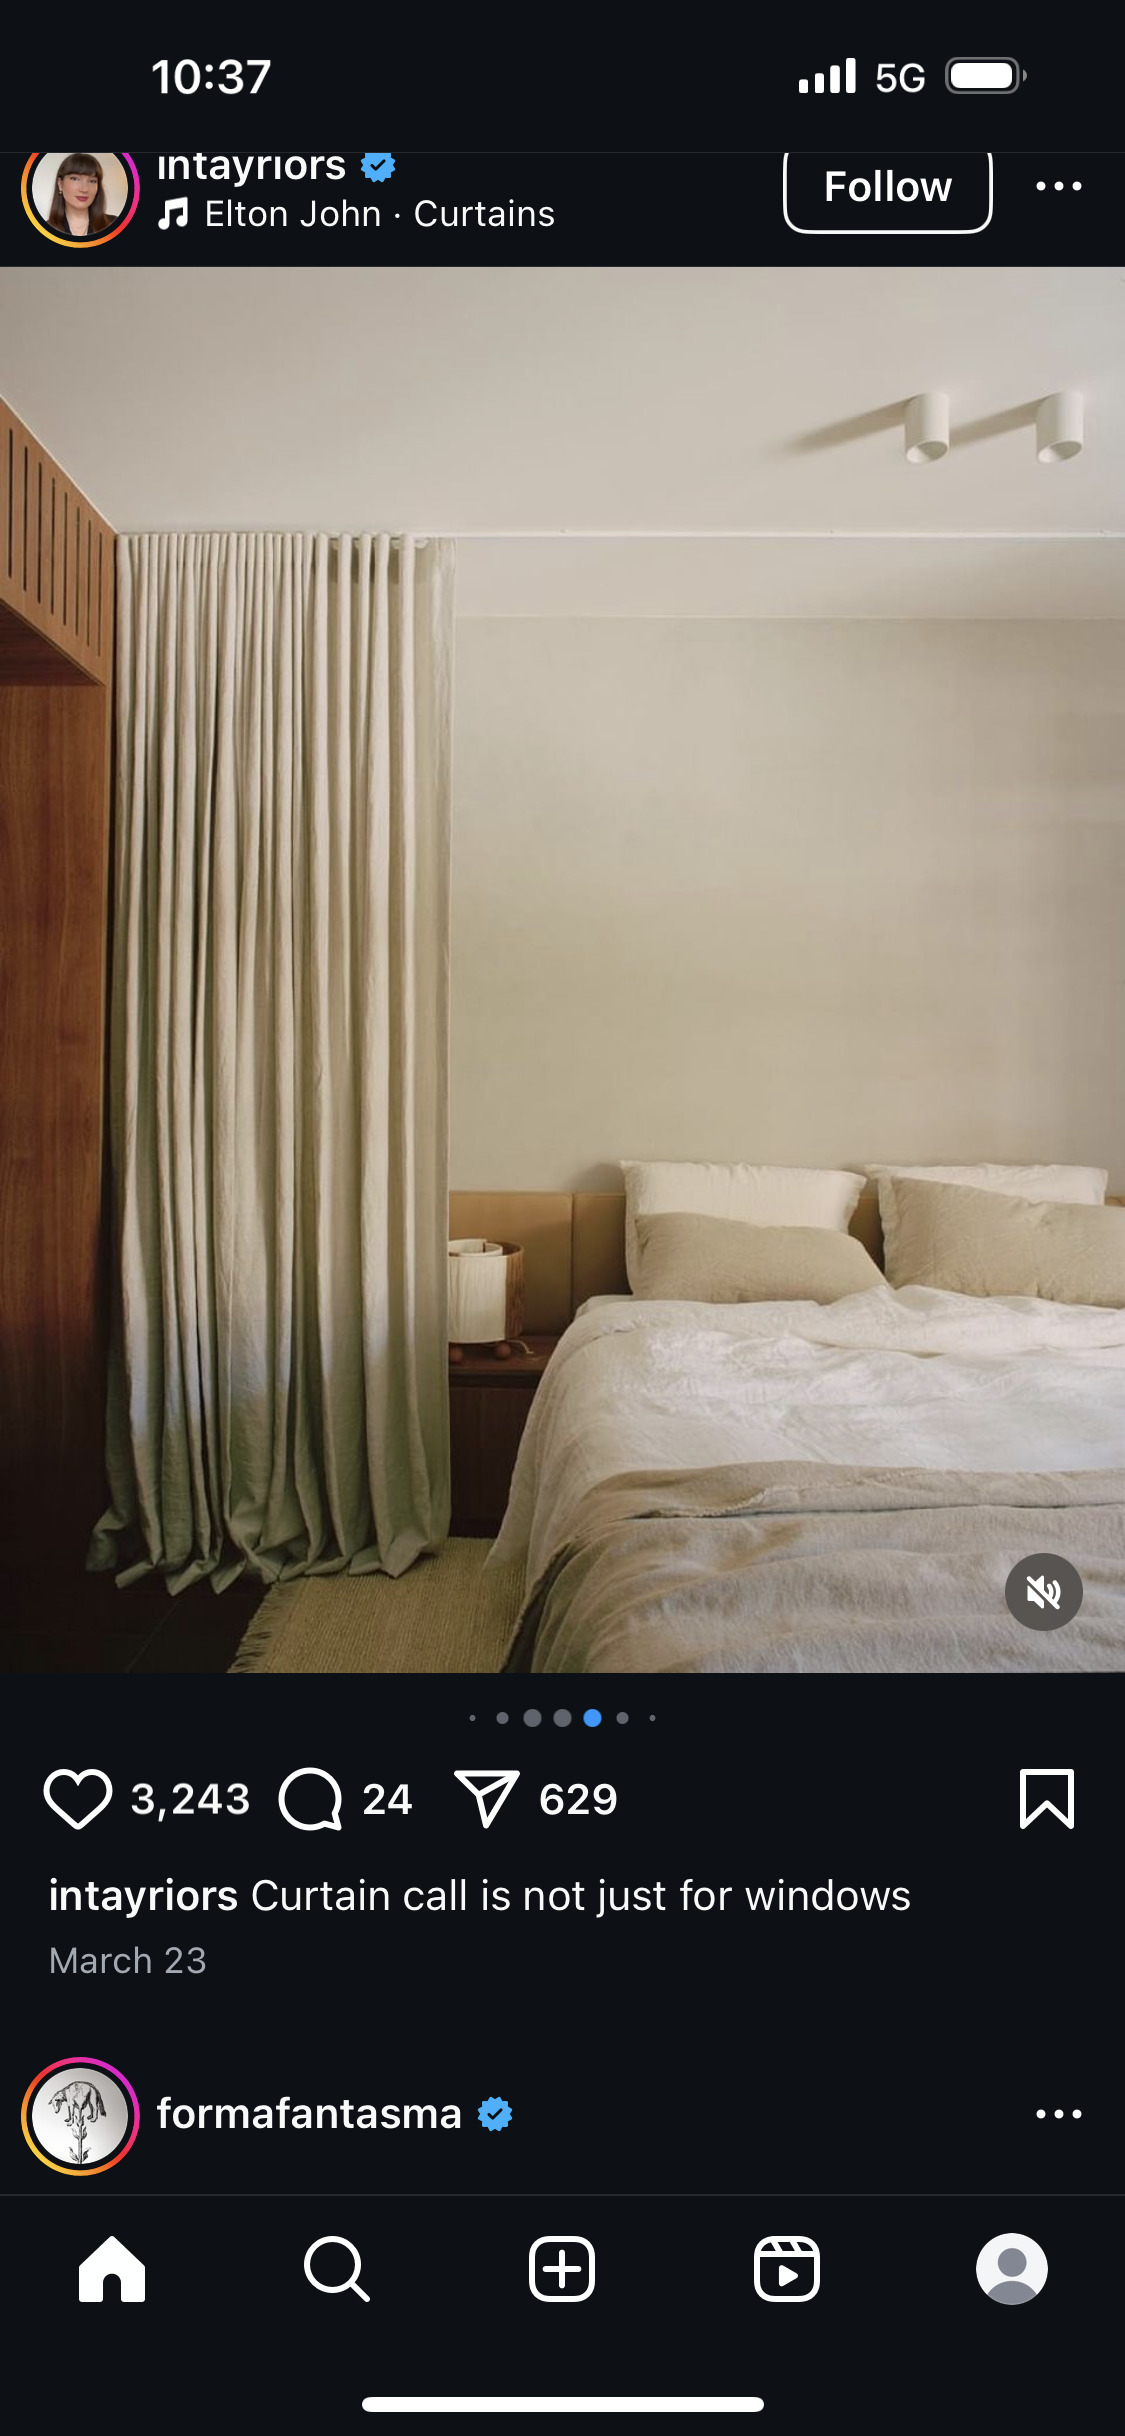 10:37
5G
intayriors
Elton John · Curtains
Follow
3,243
24
629
intayriors Curtain call is not just for windows
March 23
formafantasma